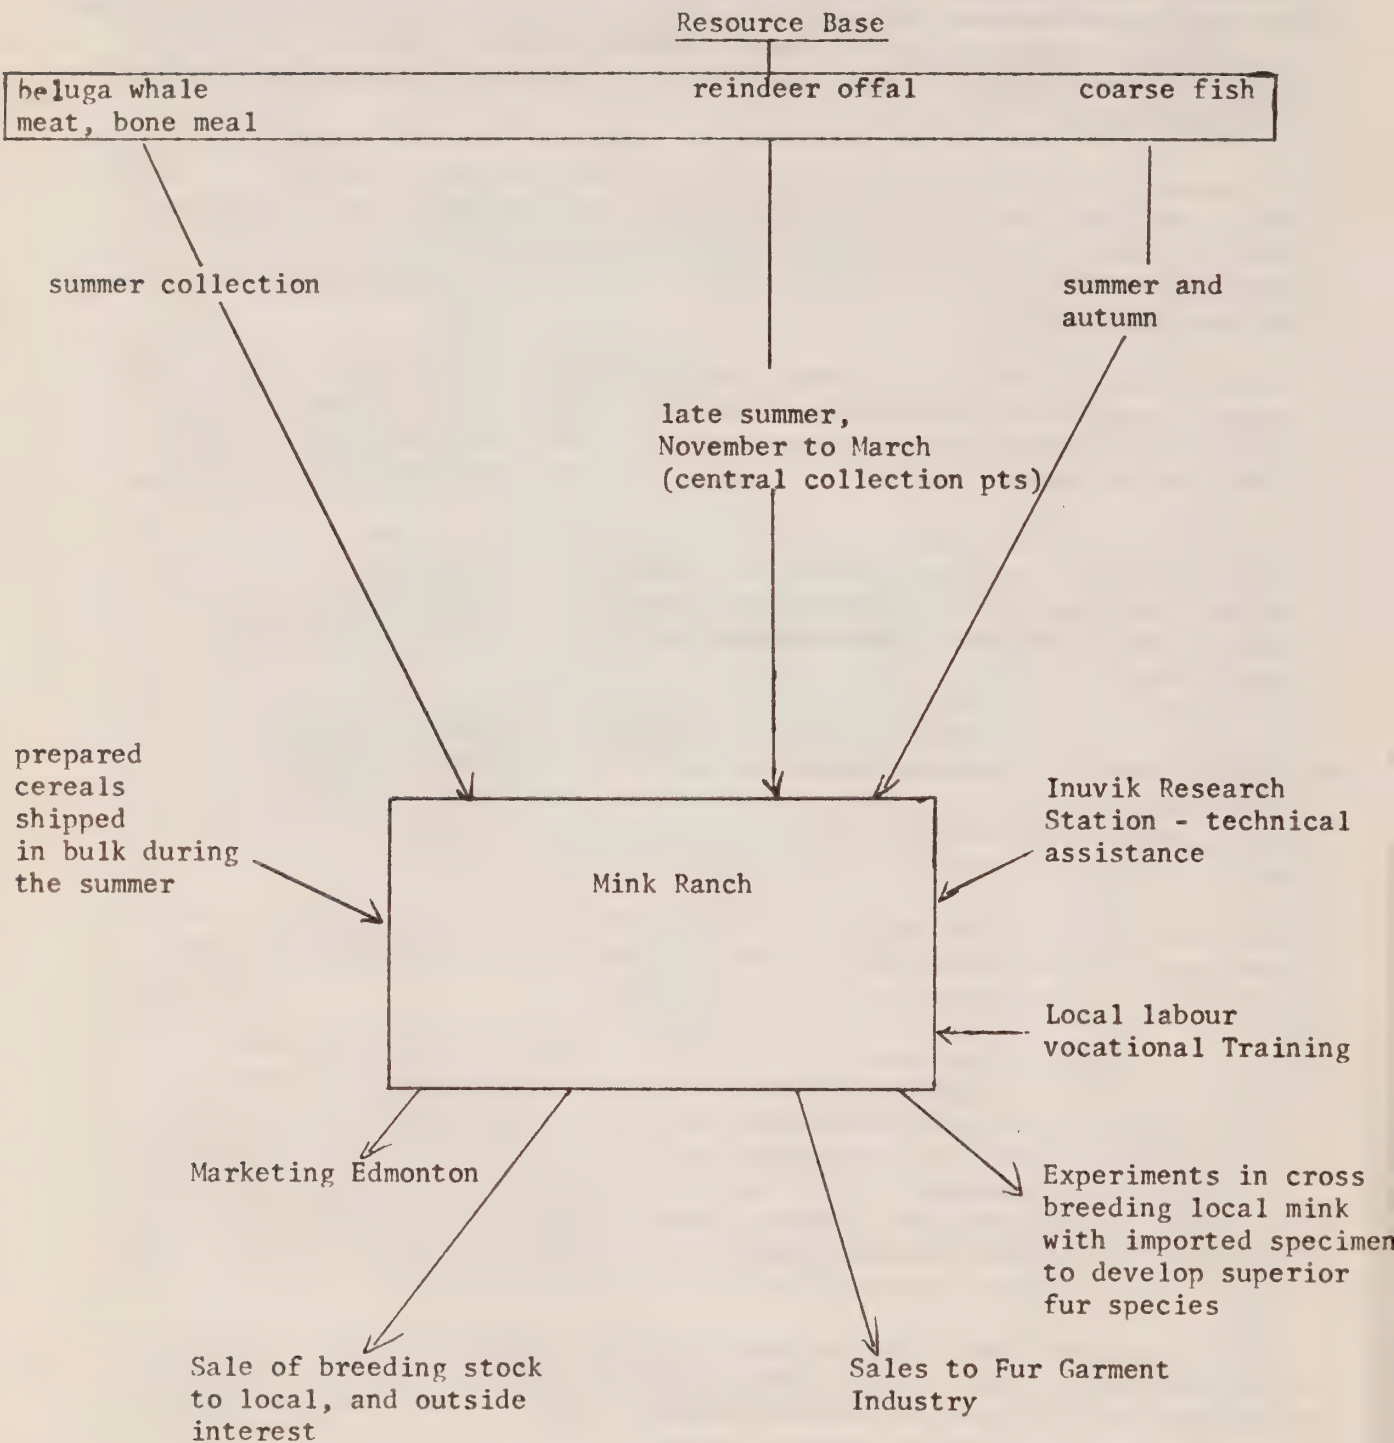 Resource Base
beluga whale
meat, bone meal
reindeer offal
coarse fish
summer collection
summer and
autumn
late summer,
November to March
(central collection pts)
prepared
cereals
shipped
in bulk during
the summer
Mink Ranch
Inuvik Research
Station - technical
assistance
Local labour
vocational Training
Marketing Edmonton
Experiments in cross
breeding local mink
with imported specimen
to develop superior
fur species
Sale of breeding stock
to local, and outside
interest
Sales to Fur Garment
Industry